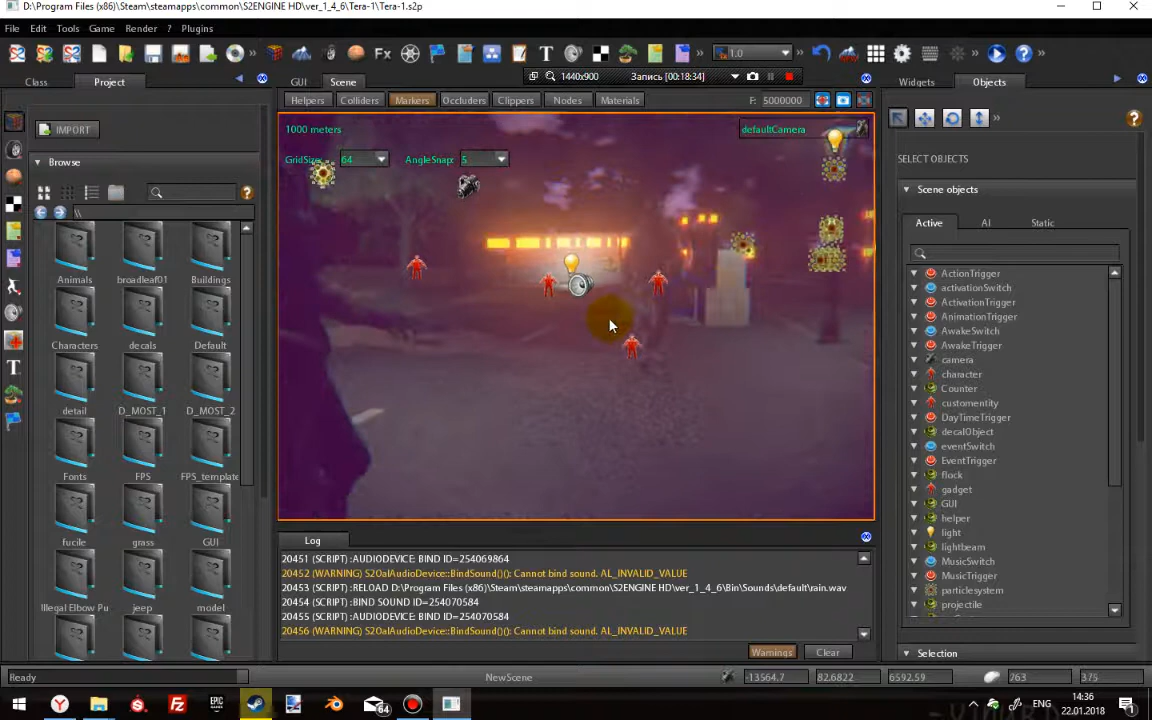 D:\Program Files (x86)\Steam\steamapps\common\S2ENGINE HD\ver_1_4_6\Tera-1\Tera-1.s2p
File Edit Tools Game Render ? Plugins
Fx T 1.0
1440x900 Запись [00:18:34]
Class Project
GUI Scene
Widgets Objects
Helpers Colliders Markers Occluders Clippers Nodes Materials F: 5000000
IMPORT
1000 meters defaultCamera
GridSize 64 AngleSnap: 5
Browse
\\
Animals broadleaf01 Buildings
Characters decals Default
detail D_MOST_1 D_MOST_2
Fonts FPS FPS_template
fucile grass GUI
Illegal Elbow Pu jeep model
SELECT OBJECTS
Scene objects
Active AI Static
ActionTrigger
activationSwitch
ActivationTrigger
AnimationTrigger
AwakeSwitch
AwakeTrigger
camera
character
Counter
customentity
DayTimeTrigger
decalObject
eventSwitch
EventTrigger
flock
gadget
GUI
helper
light
lightbeam
MusicSwitch
MusicTrigger
particlesystem
projectile
Selection
Log
20451 (SCRIPT) :AUDIODEVICE: BIND ID=254069864
20452 (WARNING) S2OalAudioDevice::BindSound()(): Cannot bind sound. AL_INVALID_VALUE
20453 (SCRIPT) :RELOAD D:\Program Files (x86)\Steam\steamapps\common\S2ENGINE HD\ver_1_4_6\Bin\Sounds\default\rain.wav
20454 (SCRIPT) :BIND SOUND ID=254070584
20455 (SCRIPT) :AUDIODEVICE: BIND ID=254070584
20456 (WARNING) S2OalAudioDevice::BindSound()(): Cannot bind sound. AL_INVALID_VALUE
Warnings Clear
Ready NewScene -13564.7 82.6822 6592.59 763 375
EPIC 64 ENG 14:36
22.01.2018